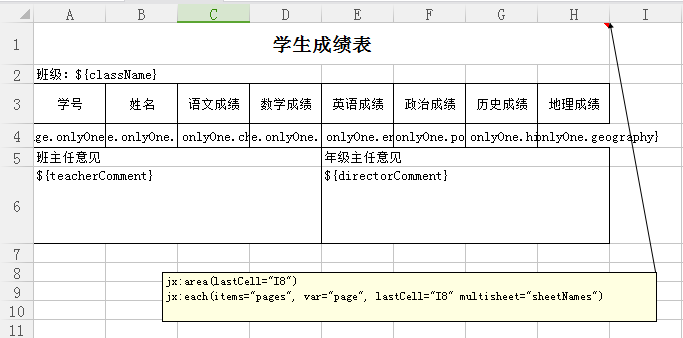 A B C D E F G H I
1 学生成绩表
2 班级：${className}
3 学号 姓名 语文成绩 数学成绩 英语成绩 政治成绩 历史成绩 地理成绩
4 ge.onlyOne e.onlyOne. onlyOne.ch e.onlyOne. onlyOne.en onlyOne.po onlyOne.hi onlyOne.geography}
5 班主任意见 年级主任意见
6 ${teacherComment} ${directorComment}
7
8 jx:area(lastCell="I8")
9 jx:each(items="pages", var="page", lastCell="I8" multisheet="sheetNames")
10
11